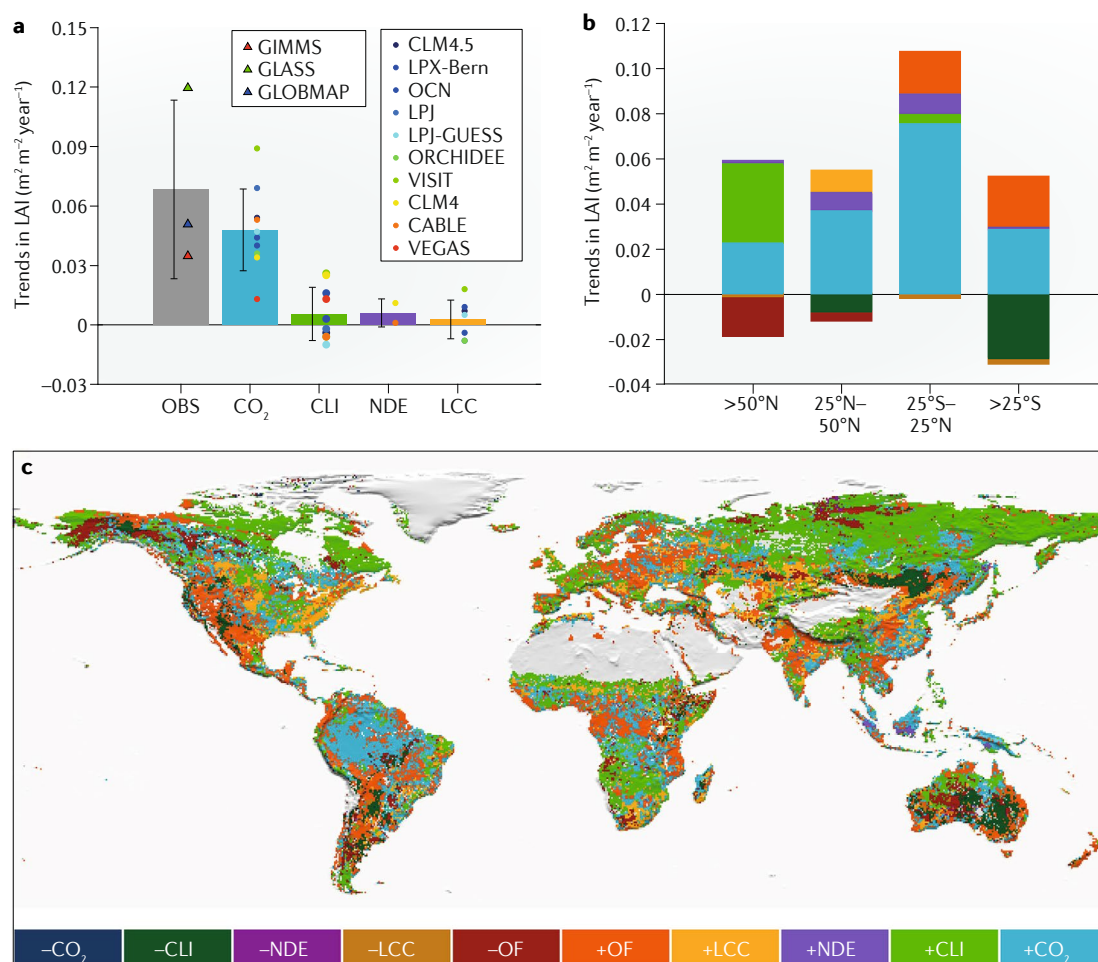 a
Trends in LAI (m² m⁻² year⁻¹)
0.15
0.12
0.09
0.06
0.03
0
–0.03
GIMMS
GLASS
GLOBMAP
CLM4.5
LPX-Bern
OCN
LPJ
LPJ-GUESS
ORCHIDEE
VISIT
CLM4
CABLE
VEGAS
OBS
CO₂
CLI
NDE
LCC
b
Trends in LAI (m² m⁻² year⁻¹)
0.12
0.10
0.08
0.06
0.04
0.02
0
-0.02
-0.04
>50°N
25°N–
50°N
25°S–
25°N
>25°S
c
–CO₂
–CLI
–NDE
–LCC
–OF
+OF
+LCC
+NDE
+CLI
+CO₂